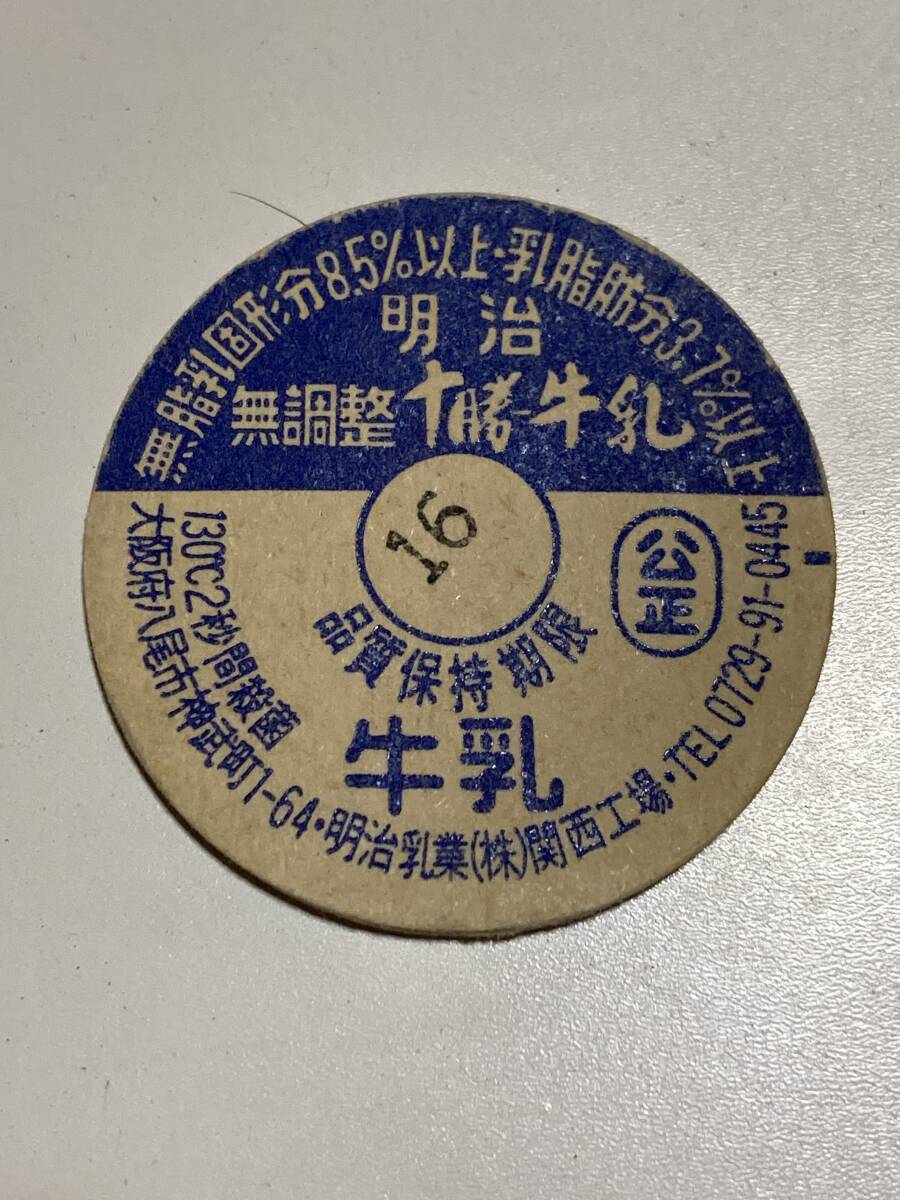 無脂乳固形分8.5%以上・乳脂肪分3.7%以上
明治
無調整 十勝牛乳
16
公正
品質保持期限
牛乳
130℃2秒間殺菌
大阪府八尾市神武町1-64・明治乳業(株)関西工場・TEL0729-91-0445